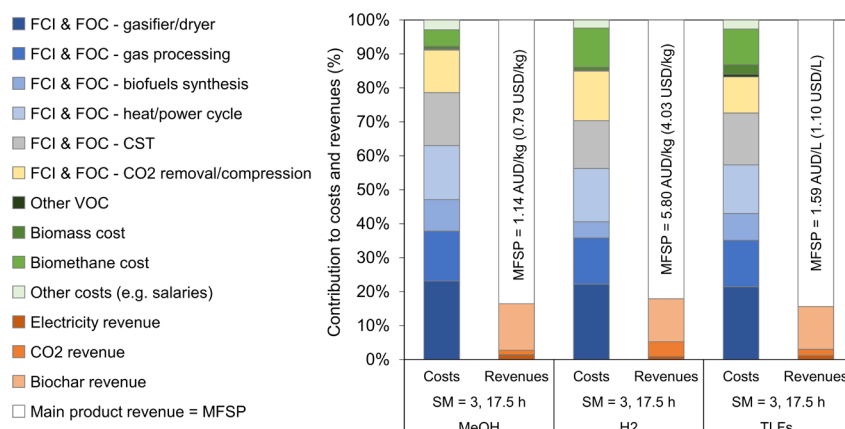 FCI & FOC - gasifier/dryer
FCI & FOC - gas processing
FCI & FOC - biofuels synthesis
FCI & FOC - heat/power cycle
FCI & FOC - CST
FCI & FOC - CO2 removal/compression
Other VOC
Biomass cost
Biomethane cost
Other costs (e.g. salaries)
Electricity revenue
CO2 revenue
Biochar revenue
Main product revenue = MFSP
Contribution to costs and revenues (%)
100%
90%
80%
70%
60%
50%
40%
30%
20%
10%
0%
MFSP = 1.14 AUD/kg (0.79 USD/kg)
MFSP = 5.80 AUD/kg (4.03 USD/kg)
MFSP = 1.59 AUD/L (1.10 USD/L)
Costs Revenues Costs Revenues Costs Revenues
SM = 3, 17.5 h SM = 3, 17.5 h SM = 3, 17.5 h
MeOH H2 TLFs